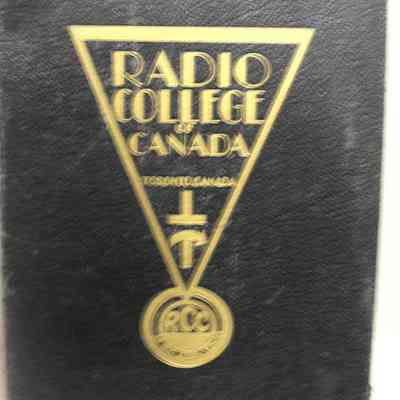 RADIO
COLLEGE
of
CANADA
TORONTO, CANADA
RCC